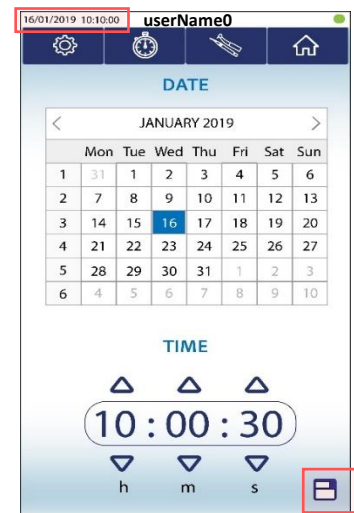 16/01/2019 10:10:00 userName0
DATE
< JANUARY 2019 >
Mon Tue Wed Thu Fri Sat Sun
1 31 1 2 3 4 5 6
2 7 8 9 10 11 12 13
3 14 15 16 17 18 19 20
4 21 22 23 24 25 26 27
5 28 29 30 31 1 2 3
6 4 5 6 7 8 9 10
TIME
10 : 00 : 30
h m s